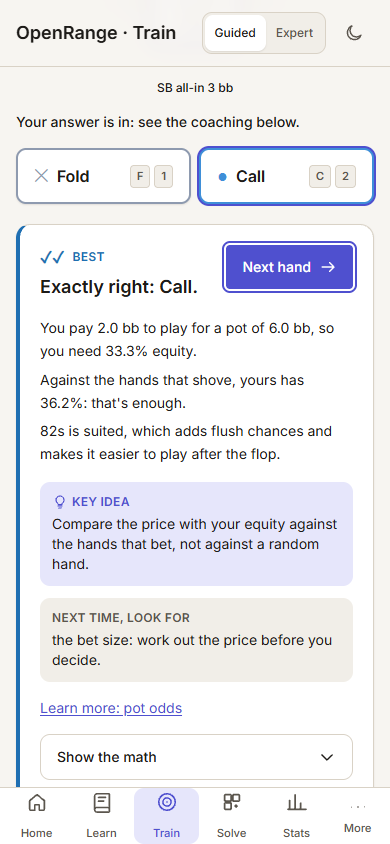 OpenRange · Train
Guided
Expert
SB all-in 3 bb
Your answer is in: see the coaching below.
Fold
F
1
Call
C
2
BEST
Next hand
Exactly right: Call.
You pay 2.0 bb to play for a pot of 6.0 bb, so
you need 33.3% equity.
Against the hands that shove, yours has
36.2%: that's enough.
82s is suited, which adds flush chances and
makes it easier to play after the flop.
KEY IDEA
Compare the price with your equity against
the hands that bet, not against a random
hand.
NEXT TIME, LOOK FOR
the bet size: work out the price before you
decide.
Learn more: pot odds
Show the math
Home
Learn
Train
Solve
Stats
More